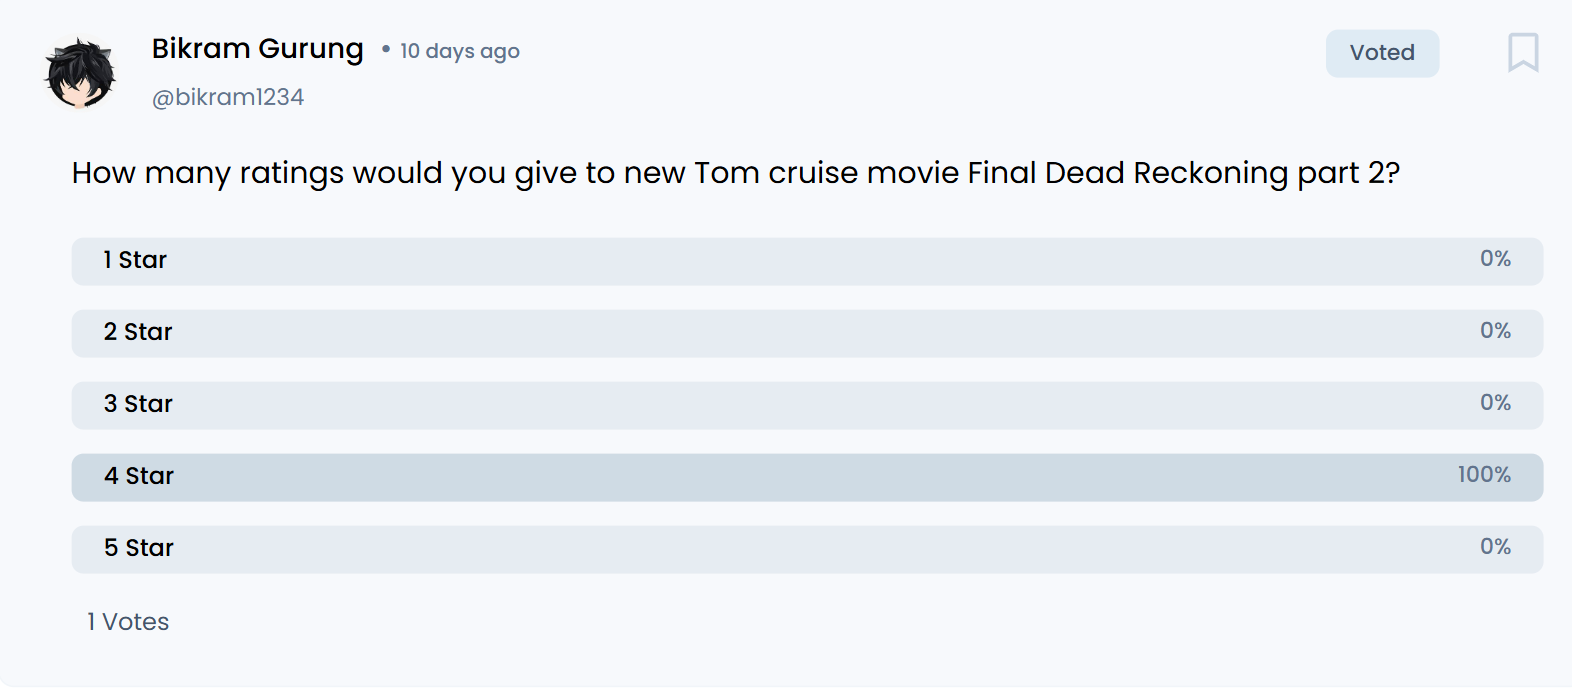 Bikram Gurung • 10 days ago
Voted
@bikram1234
How many ratings would you give to new Tom cruise movie Final Dead Reckoning part 2?
1 Star 0%
2 Star 0%
3 Star 0%
4 Star 100%
5 Star 0%
1 Votes